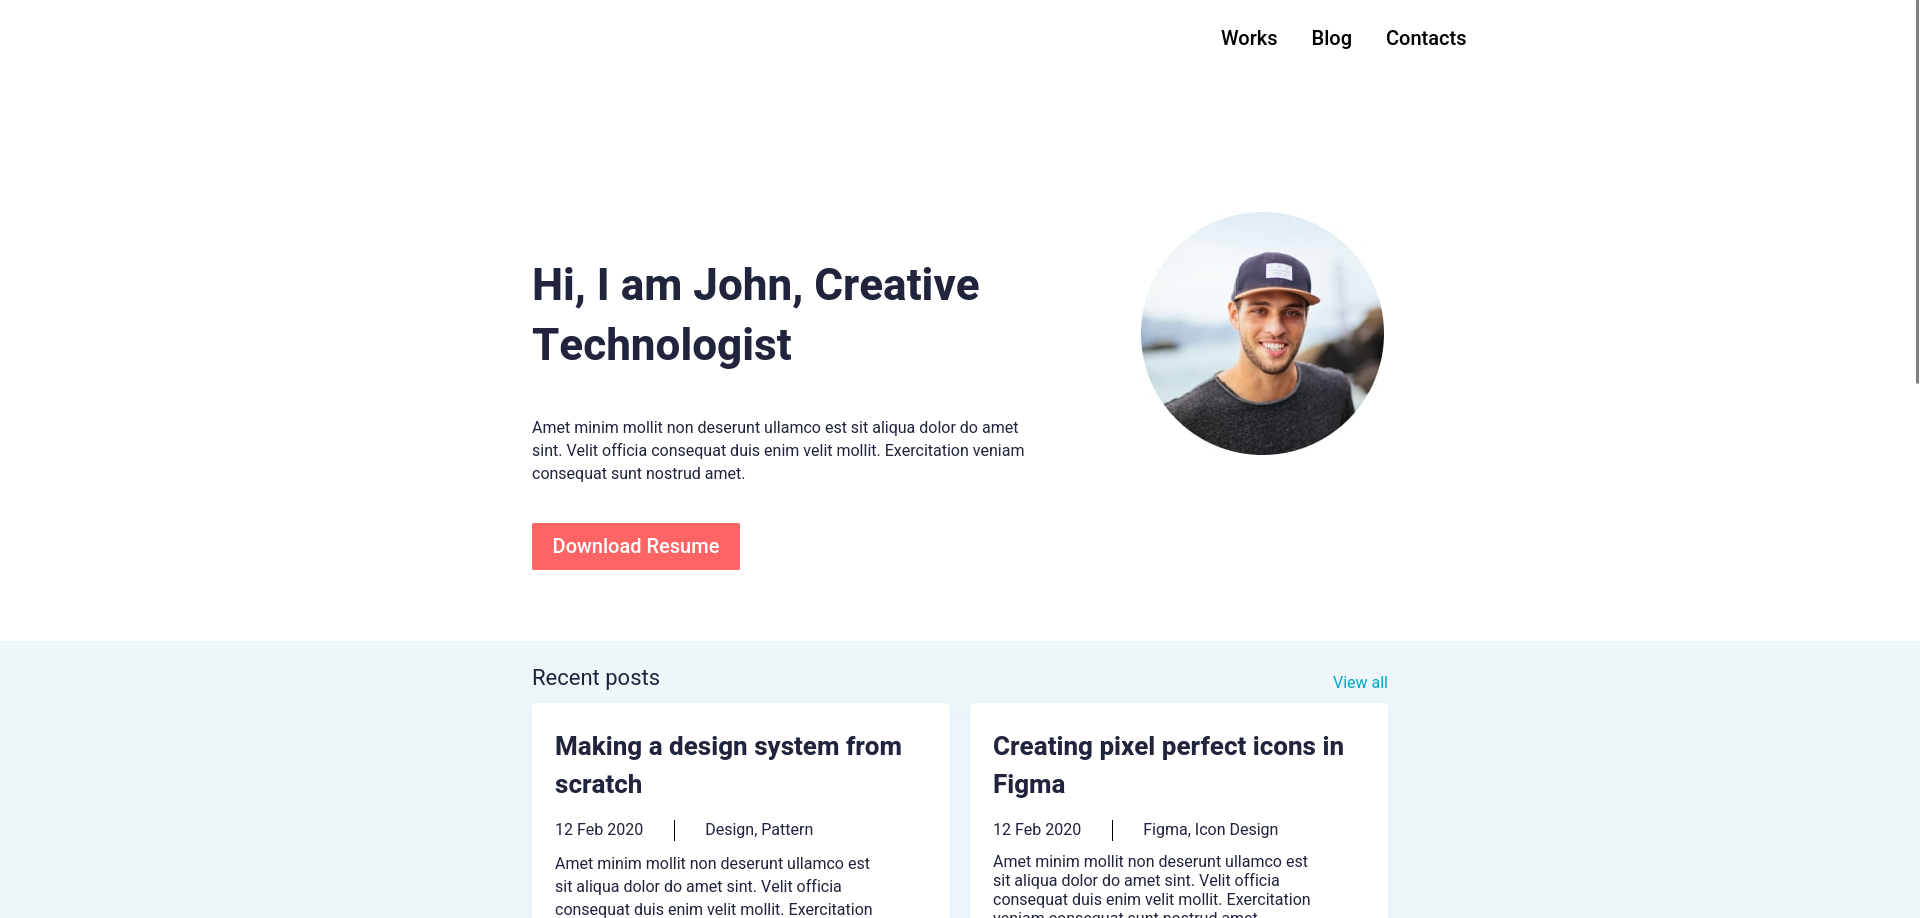 Works Blog Contacts
Hi, I am John, Creative
Technologist
Amet minim mollit non deserunt ullamco est sit aliqua dolor do amet
sint. Velit officia consequat duis enim velit mollit. Exercitation veniam
consequat sunt nostrud amet.
Download Resume
Recent posts
View all
Making a design system from
scratch
12 Feb 2020
Design, Pattern
Amet minim mollit non deserunt ullamco est
sit aliqua dolor do amet sint. Velit officia
consequat duis enim velit mollit. Exercitation
Creating pixel perfect icons in
Figma
12 Feb 2020
Figma, Icon Design
Amet minim mollit non deserunt ullamco est
sit aliqua dolor do amet sint. Velit officia
consequat duis enim velit mollit. Exercitation
veniam consequat sunt nostrud amet.